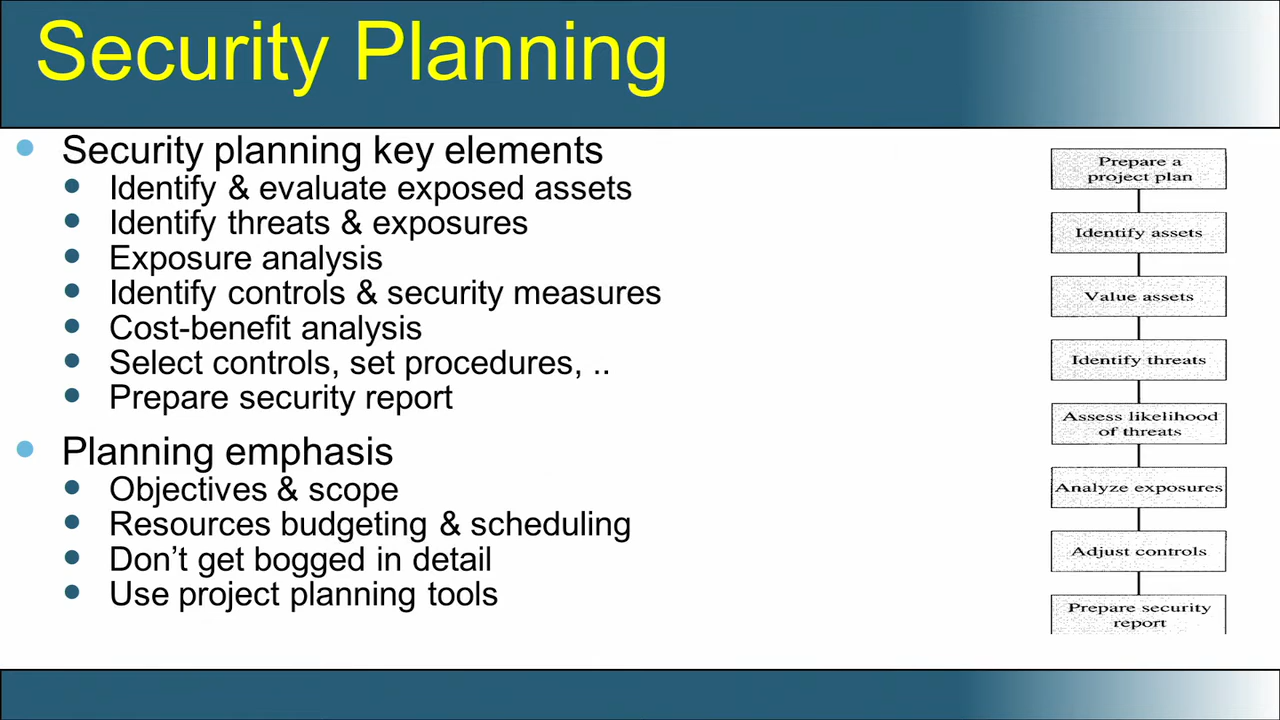 Security Planning
Security planning key elements
Identify & evaluate exposed assets
Identify threats & exposures
Exposure analysis
Identify controls & security measures
Cost-benefit analysis
Select controls, set procedures, ..
Prepare security report
Planning emphasis
Objectives & scope
Resources budgeting & scheduling
Don’t get bogged in detail
Use project planning tools
Prepare a
project plan
Identify assets
Value assets
Identify threats
Assess likelihood
of threats
Analyze exposures
Adjust controls
Prepare security
report